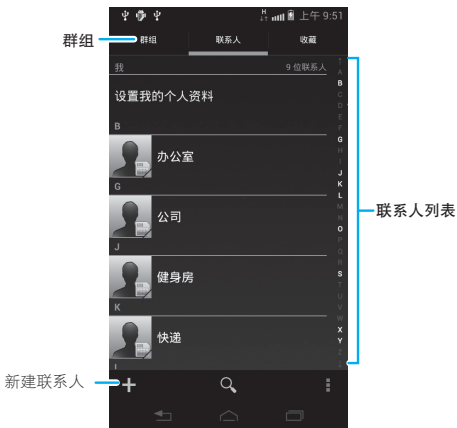 H 上午 9:51
群组
群组 联系人 收藏
我 9 位联系人
设置我的个人资料
B
办公室
G
公司
J
健身房
K
快递
L
A
B
C
D
E
F
G
H
I
J
K
L
M
N
O
P
Q
R
S
T
U
V
W
X
Y
Z
联系人列表
新建联系人